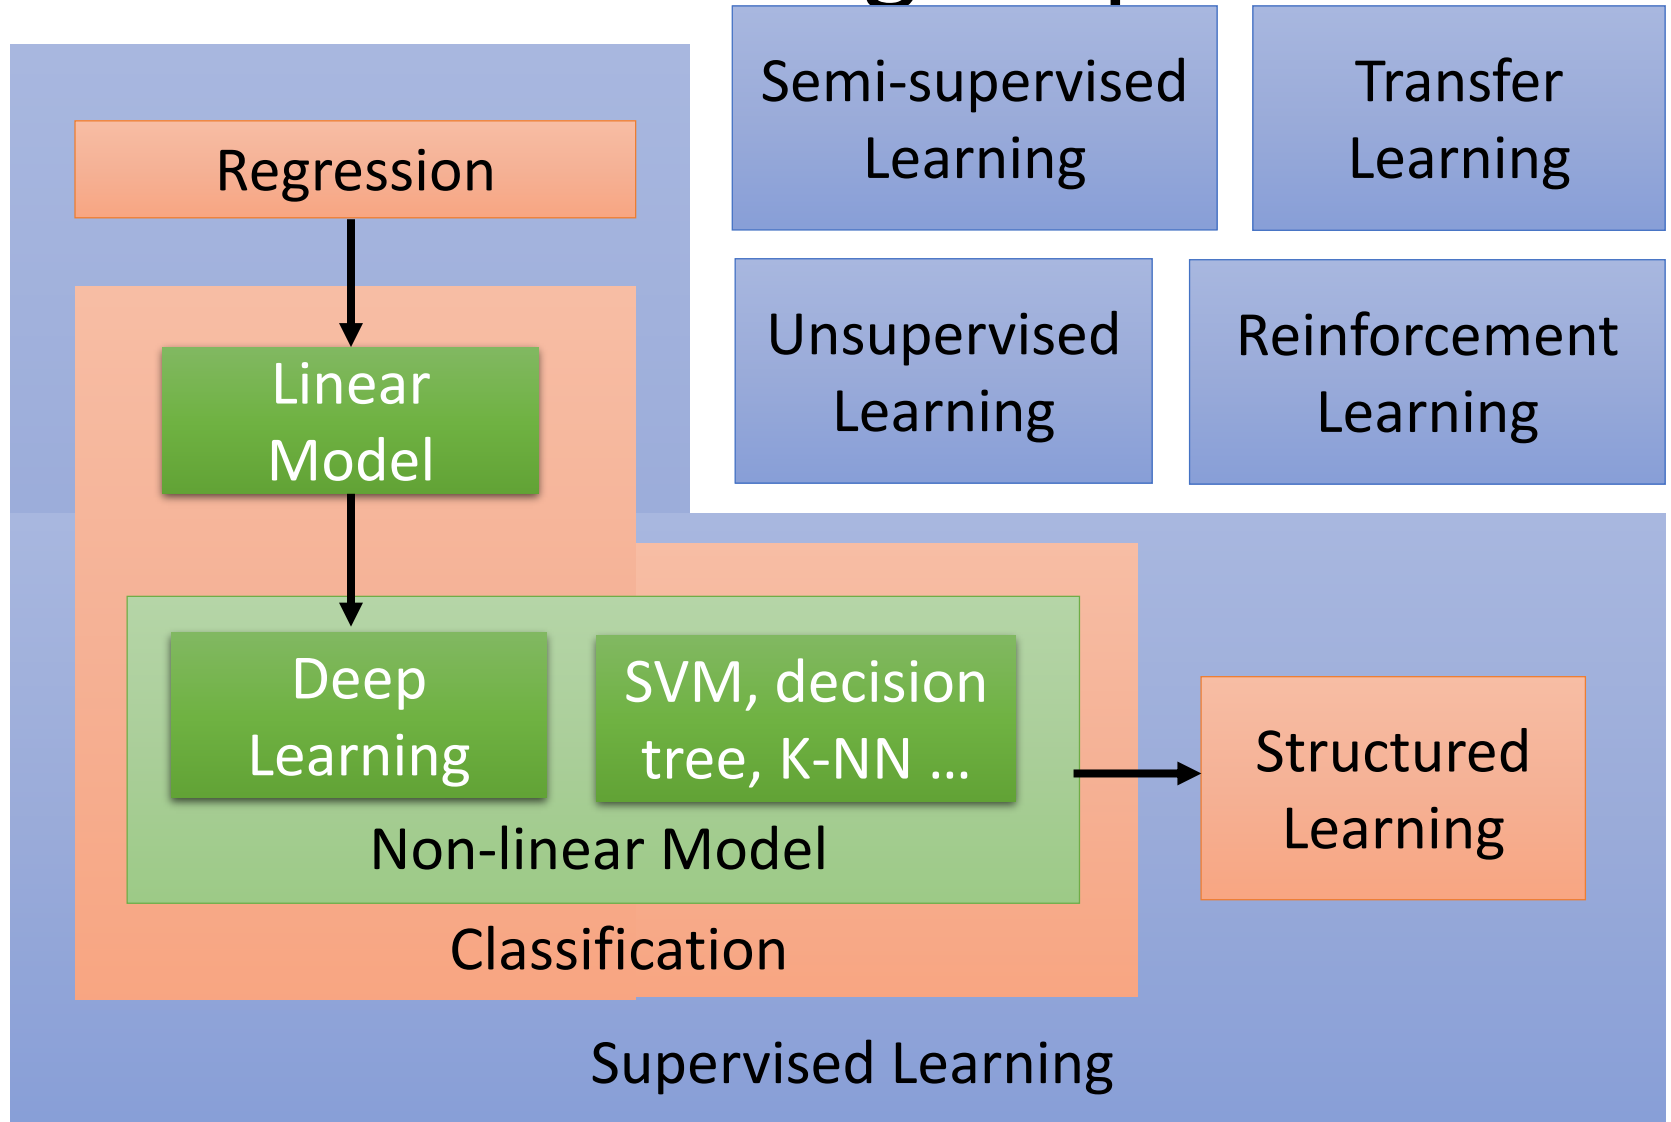 Semi-supervised
Learning
Transfer
Learning
Regression
Unsupervised
Learning
Reinforcement
Learning
Linear
Model
Deep
Learning
SVM, decision
tree, K-NN ...
Structured
Learning
Non-linear Model
Classification
Supervised Learning